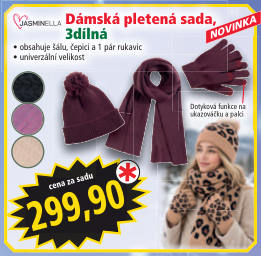 JASMINELLA
Dámská pletená sada,
3dílná
NOVINKA
• obsahuje šálu, čepici a 1 pár rukavic
• univerzální velikost
Dotyková funkce na
ukazováčku a palci
cena za sadu
299,90*